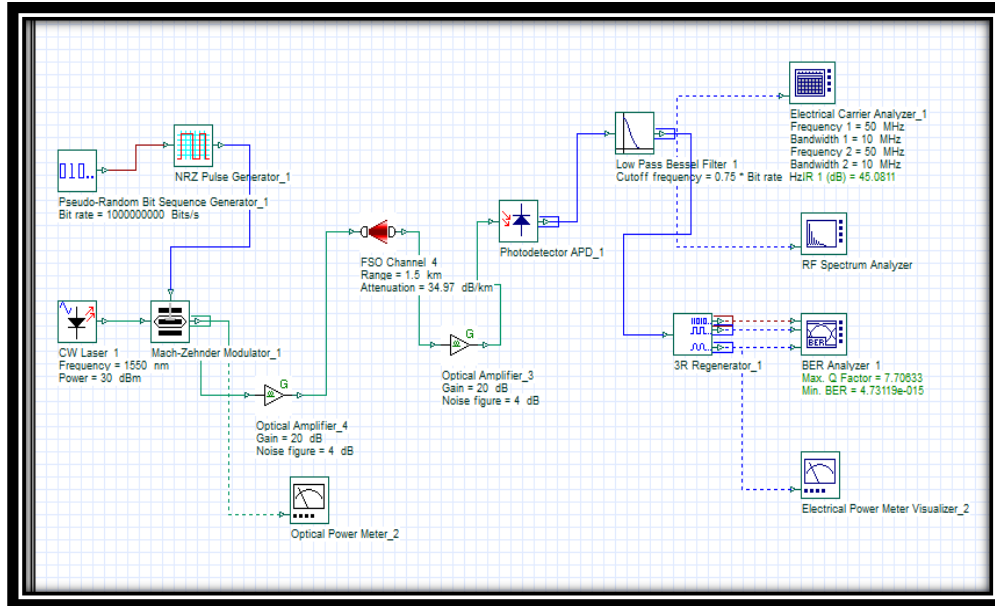 010..
NRZ Pulse Generator_1
Pseudo-Random Bit Sequence Generator_1
Bit rate = 1000000000 Bits/s
CW Laser 1
Frequency = 1550 nm
Power = 30 dBm
Mach-Zehnder Modulator_1
G
Optical Amplifier_4
Gain = 20 dB
Noise figure = 4 dB
Optical Power Meter_2
FSO Channel 4
Range = 1.5 km
Attenuation = 34.97 dB/km
G
Optical Amplifier_3
Gain = 20 dB
Noise figure = 4 dB
Photodetector APD_1
Low Pass Bessel Filter 1
Cutoff frequency = 0.75 * Bit rate Hz
Electrical Carrier Analyzer_1
Frequency 1 = 50 MHz
Bandwidth 1 = 10 MHz
Frequency 2 = 50 MHz
Bandwidth 2 = 10 MHz
IR 1 (dB) = 45.0811
RF Spectrum Analyzer
3R Regenerator_1
BER
BER Analyzer 1
Max. Q Factor = 7.70633
Min. BER = 4.73119e-015
Electrical Power Meter Visualizer_2